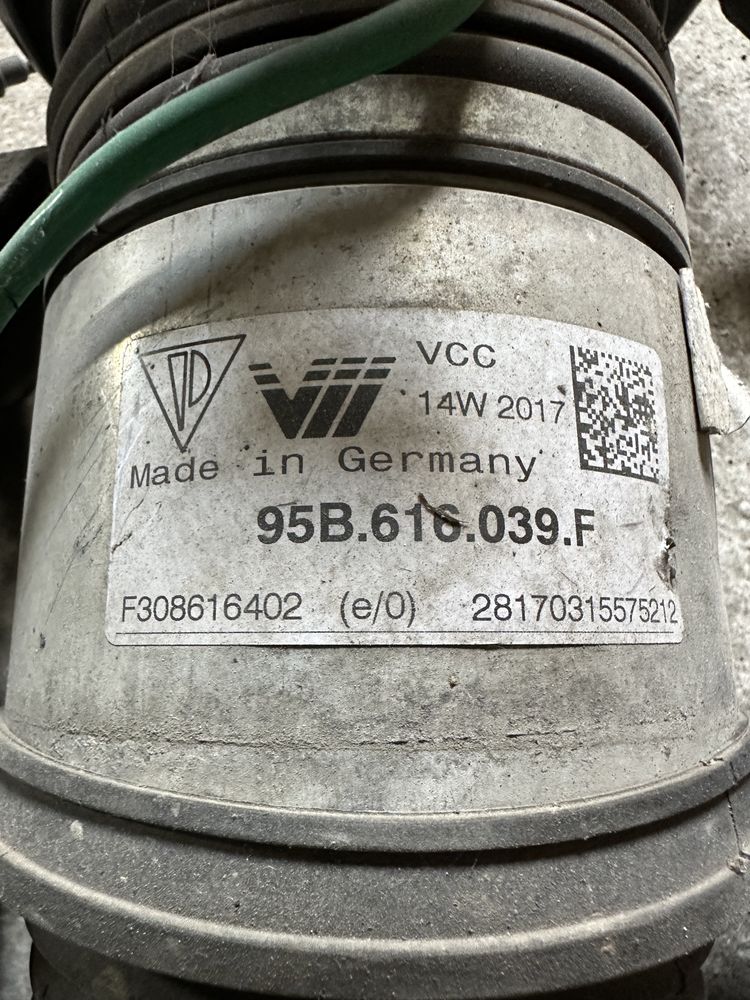 VCC
14W 2017
Made in Germany
95B.616.039.F
F308616402 (e/0) 28170315575212